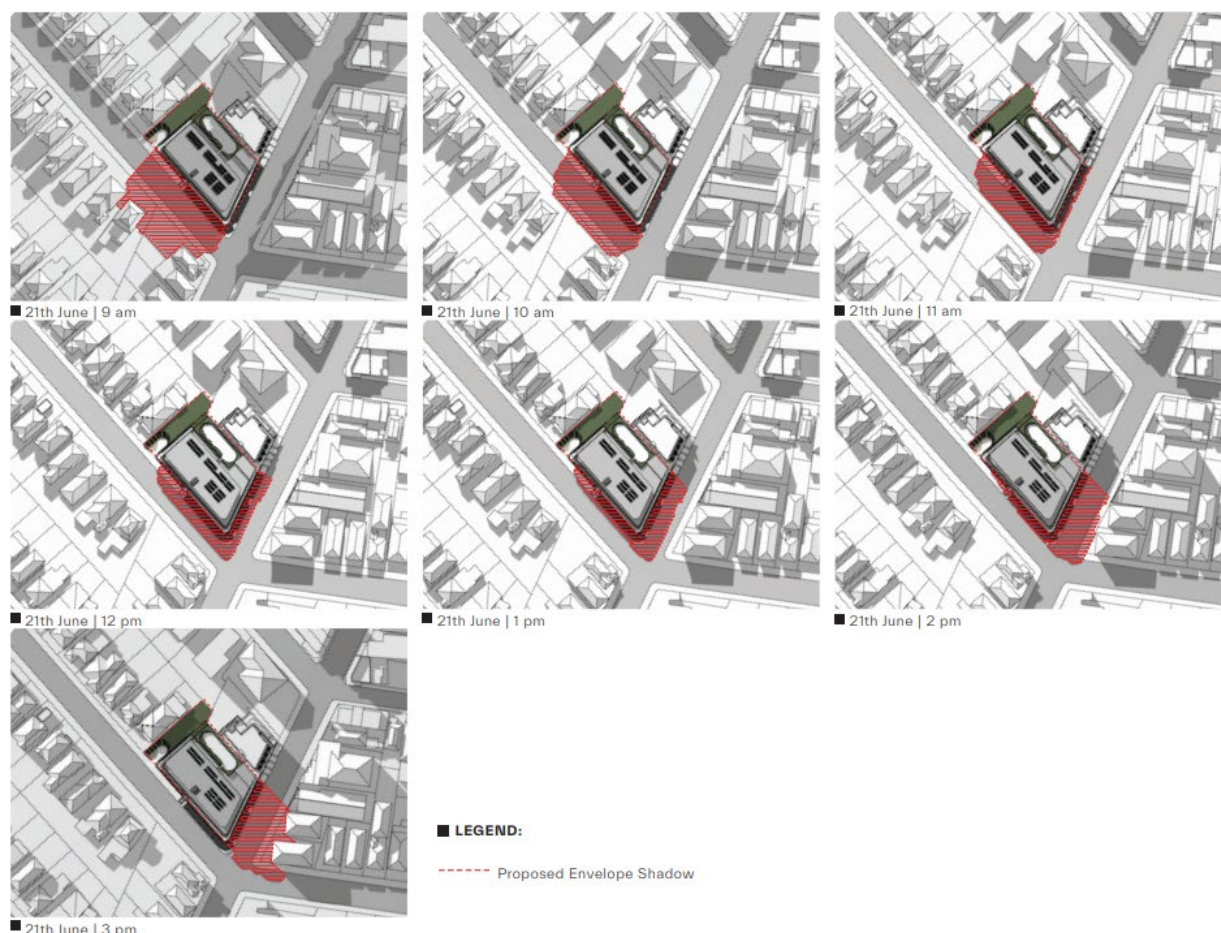 21th June | 9 am
21th June | 10 am
21th June | 11 am
21th June | 12 pm
21th June | 1 pm
21th June | 2 pm
21th June | 3 pm
LEGEND:
Proposed Envelope Shadow